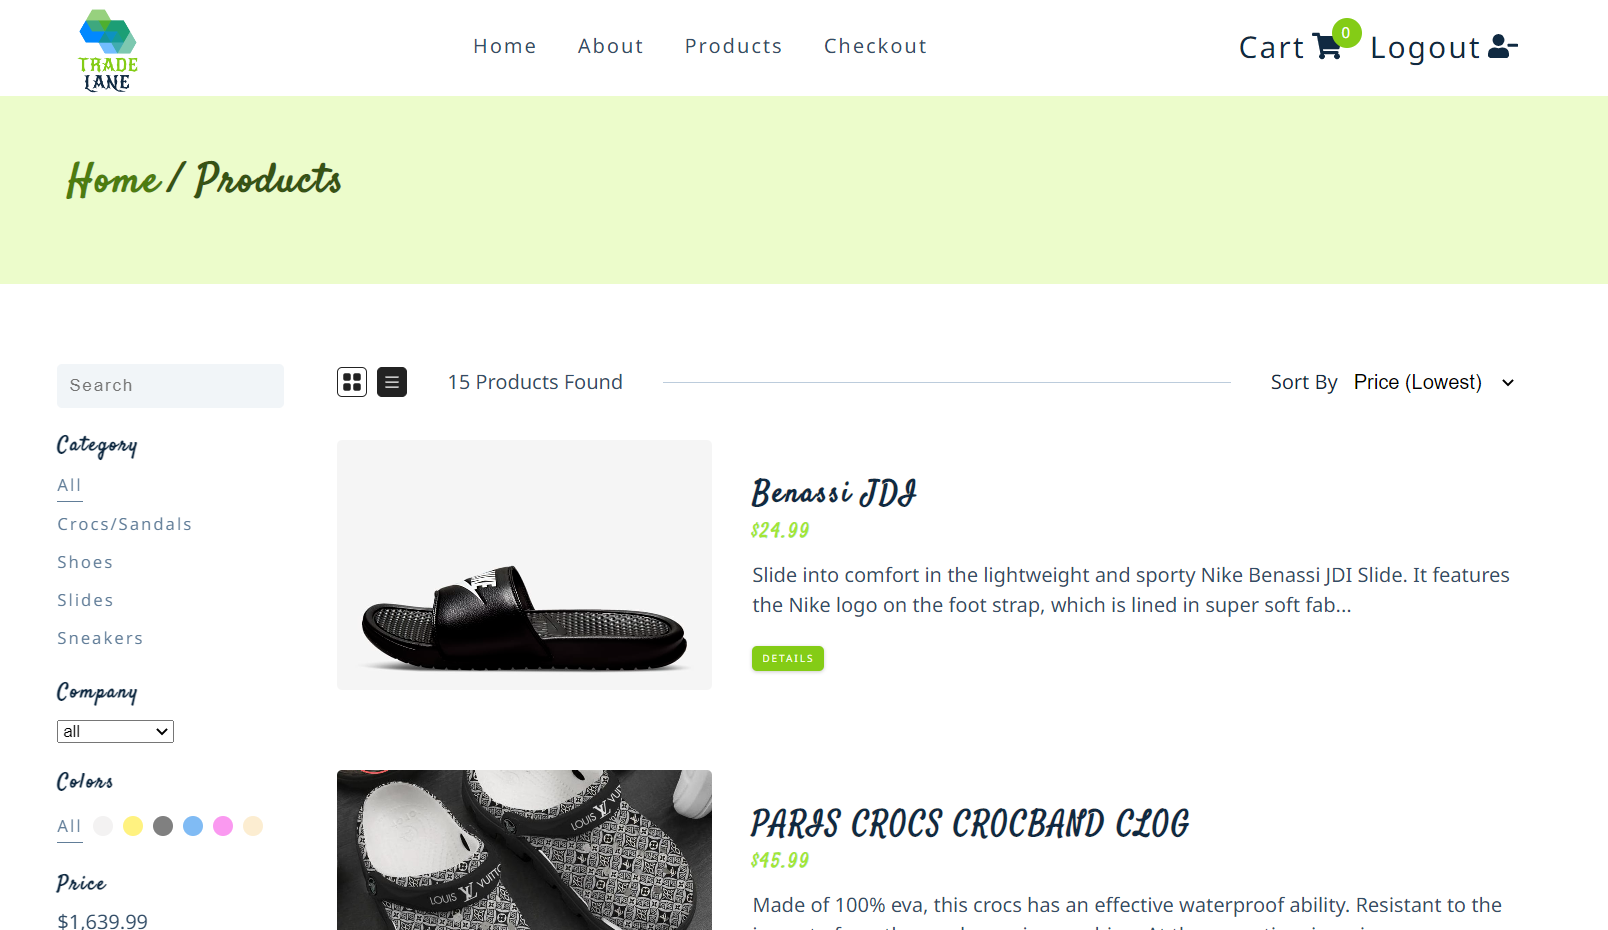 TRADE
LANE
Home
About
Products
Checkout
Cart
0
Logout
Home / Products
Search
Category
All
Crocs/Sandals
Shoes
Slides
Sneakers
Company
all
Colors
All
Price
$1,639.99
15 Products Found
Sort By
Price (Lowest)
Benassi JDI
$24.99
Slide into comfort in the lightweight and sporty Nike Benassi JDI Slide. It features
the Nike logo on the foot strap, which is lined in super soft fab...
DETAILS
LOUIS VUIT
LOUIS VUITTO
PARIS CROCS CROCBAND CLOG
$45.99
Made of 100% eva, this crocs has an effective waterproof ability. Resistant to the